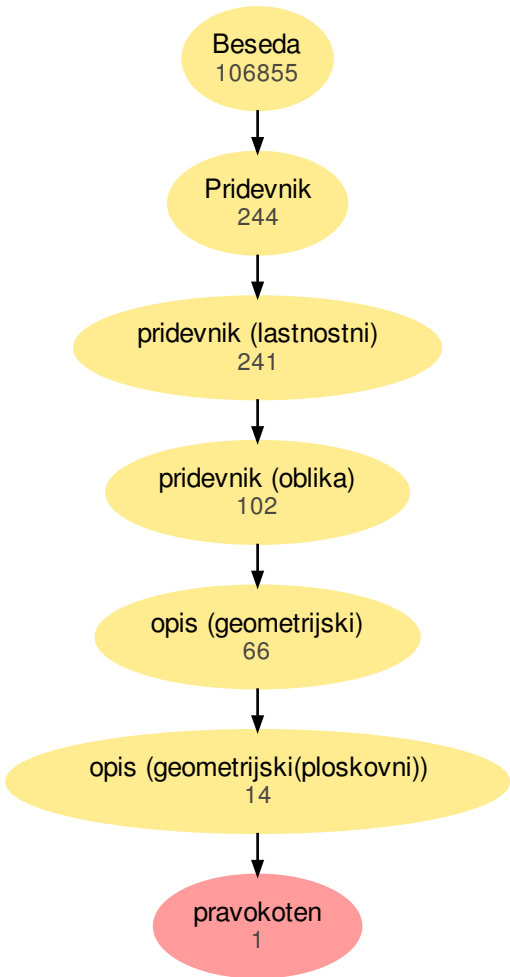 Beseda
106855
Pridevnik
244
pridevnik (lastnostni)
241
pridevnik (oblika)
102
opis (geometrijski)
66
opis (geometrijski(ploskovni))
14
pravokoten
1